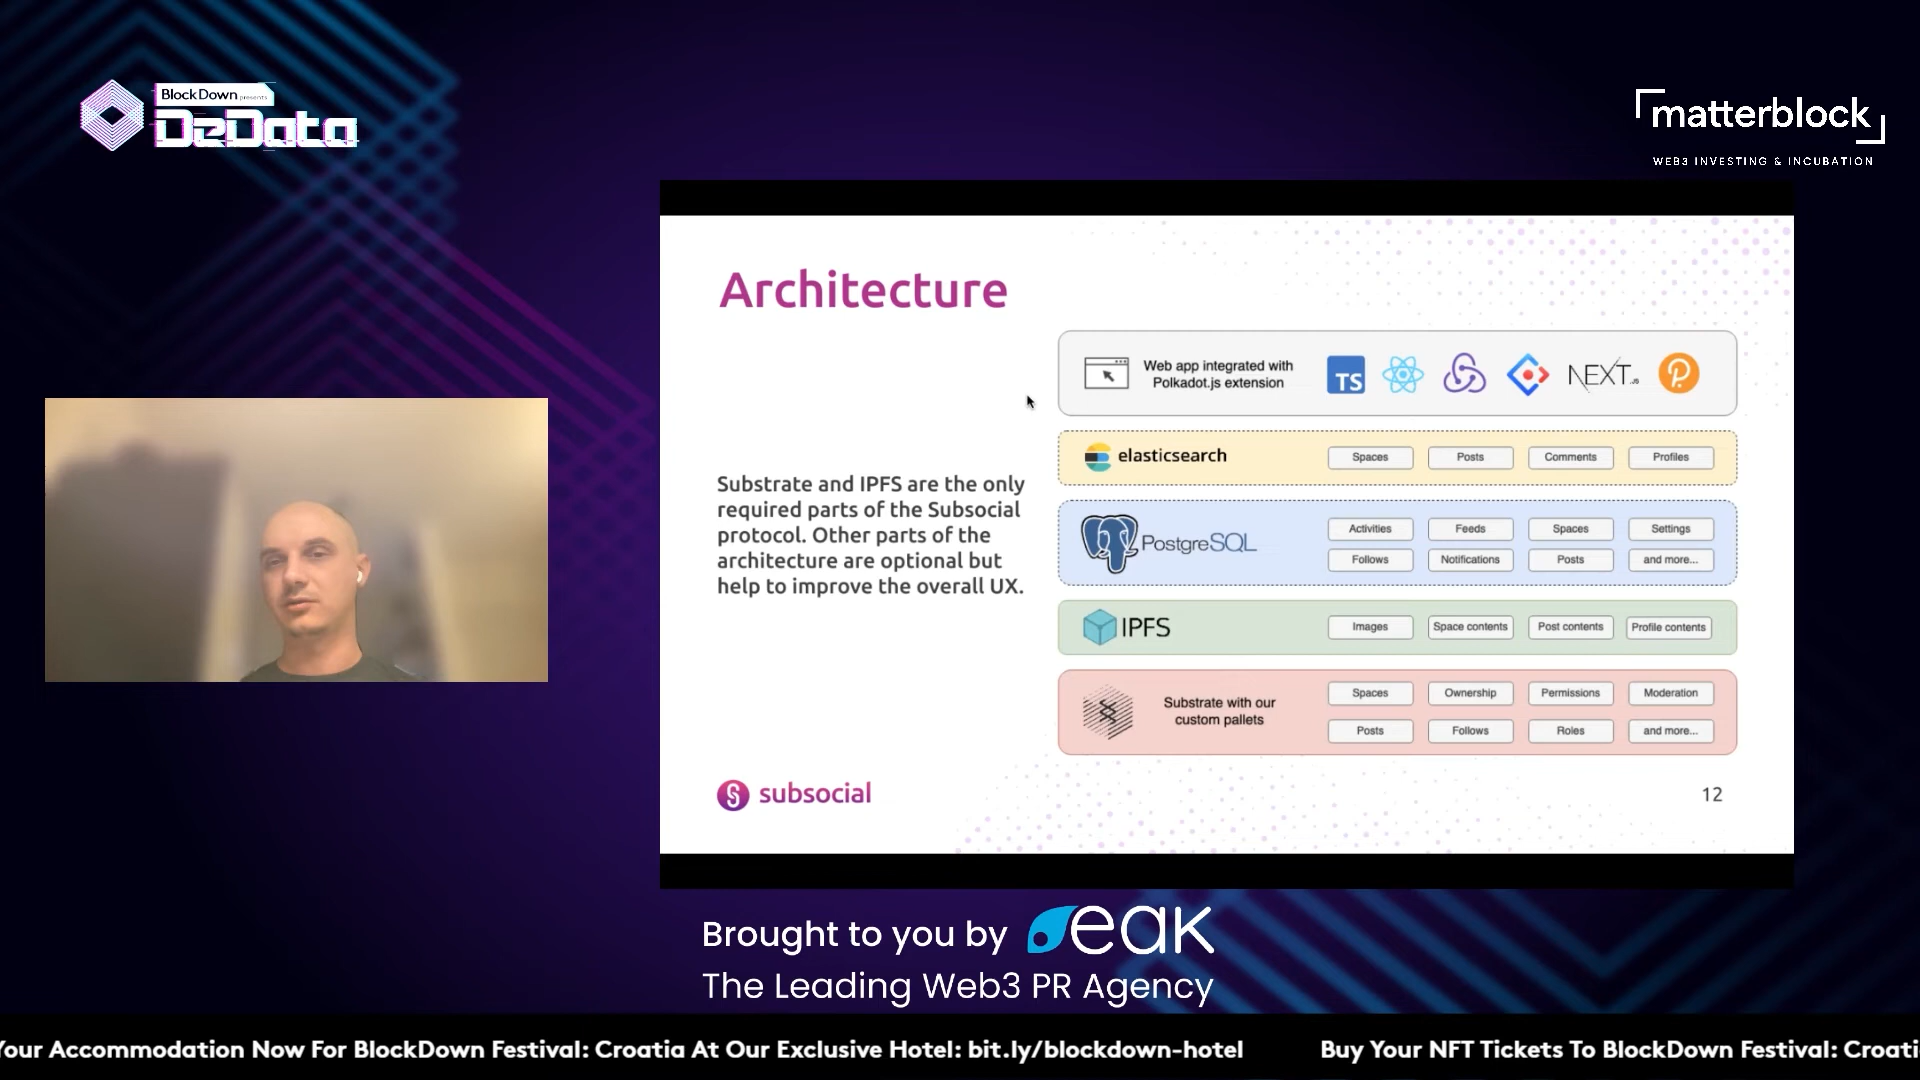 BlockDown presents
DeData
matterblock
WEB3 INVESTING & INCUBATION
Architecture
Substrate and IPFS are the only
required parts of the Subsocial
protocol. Other parts of the
architecture are optional but
help to improve the overall UX.
Web app integrated with
Polkadot.js extension
TS
NEXT.JS
elasticsearch
Spaces
Posts
Comments
Profiles
PostgreSQL
Activities
Feeds
Spaces
Settings
Follows
Notifications
Posts
and more...
IPFS
Images
Space contents
Post contents
Profile contents
Substrate with our
custom pallets
Spaces
Ownership
Permissions
Moderation
Posts
Follows
Roles
and more...
subsocial
12
Brought to you by eak
The Leading Web3 PR Agency
Your Accommodation Now For BlockDown Festival: Croatia At Our Exclusive Hotel: bit.ly/blockdown-hotel
Buy Your NFT Tickets To BlockDown Festival: Croati